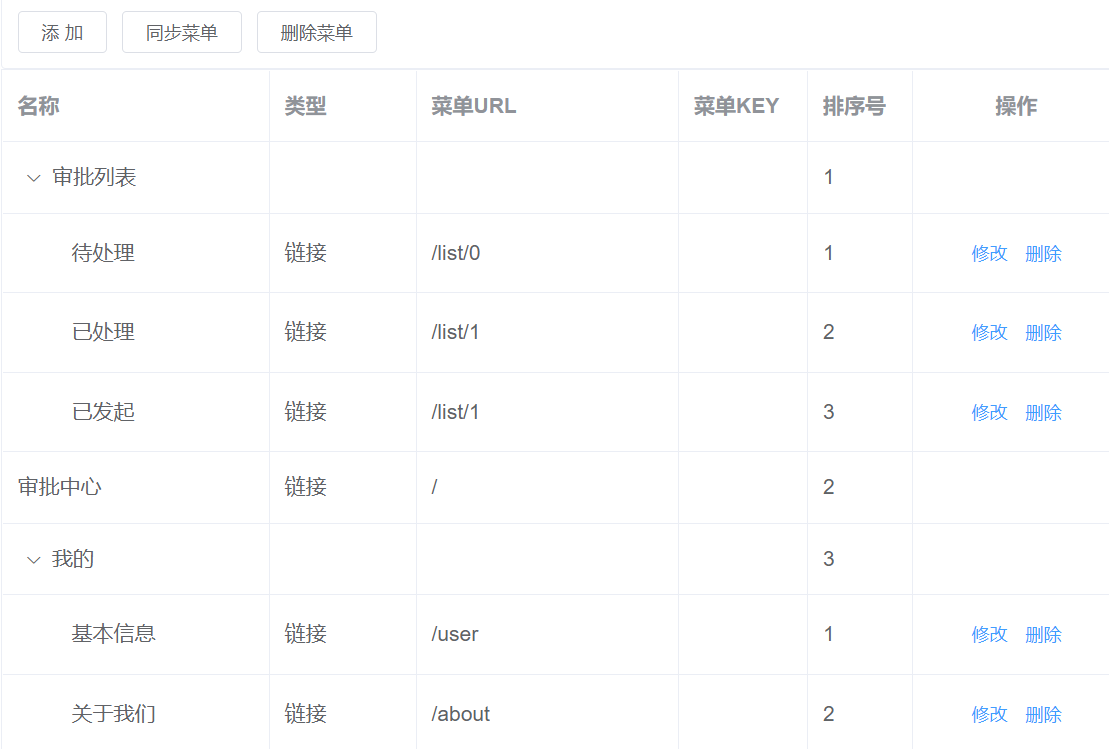 添 加 同步菜单 删除菜单
名称 类型 菜单URL 菜单KEY 排序号 操作
审批列表 1
待处理 链接 /list/0 1 修改 删除
已处理 链接 /list/1 2 修改 删除
已发起 链接 /list/1 3 修改 删除
审批中心 链接 / 2
我的 3
基本信息 链接 /user 1 修改 删除
关于我们 链接 /about 2 修改 删除